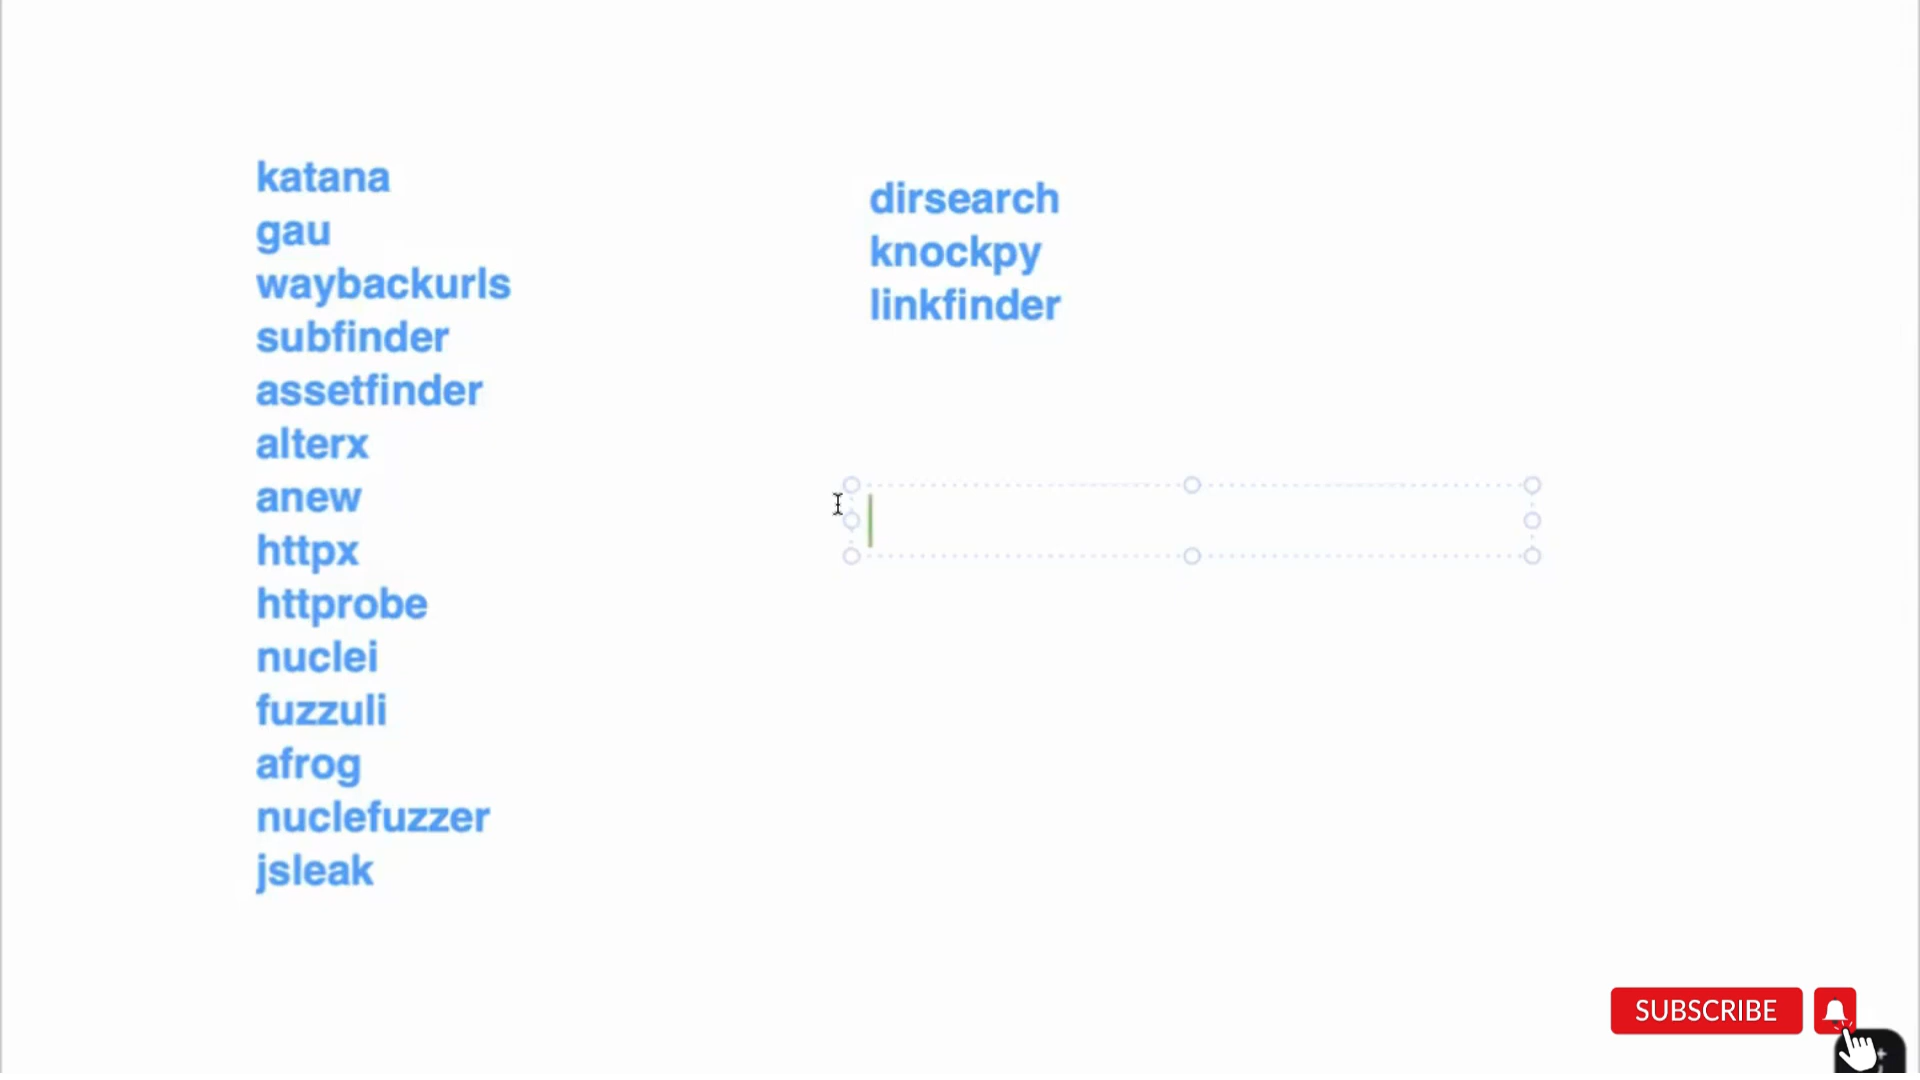 katana
gau
waybackurls
subfinder
assetfinder
alterx
anew
httpx
httprobe
nuclei
fuzzuli
afrog
nuclefuzzer
jsleak
dirsearch
knockpy
linkfinder
SUBSCRIBE